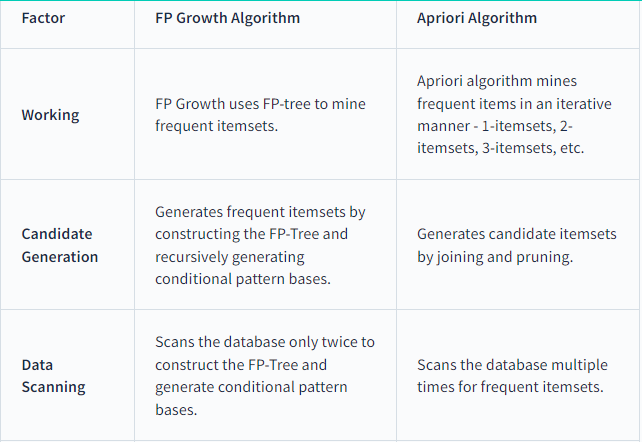 Factor
FP Growth Algorithm
Apriori Algorithm
Working
FP Growth uses FP-tree to mine
frequent itemsets.
Apriori algorithm mines
frequent items in an iterative
manner - 1-itemsets, 2-
itemsets, 3-itemsets, etc.
Candidate
Generation
Generates frequent itemsets by
constructing the FP-Tree and
recursively generating
conditional pattern bases.
Generates candidate itemsets
by joining and pruning.
Data
Scanning
Scans the database only twice to
construct the FP-Tree and
generate conditional pattern
bases.
Scans the database multiple
times for frequent itemsets.